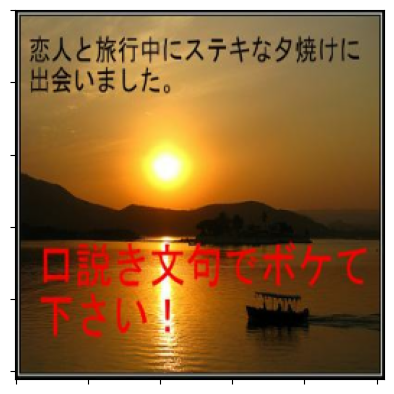 恋人と旅行中にステキな夕焼けに
出会いました。
口説き文句でボケて
下さい！